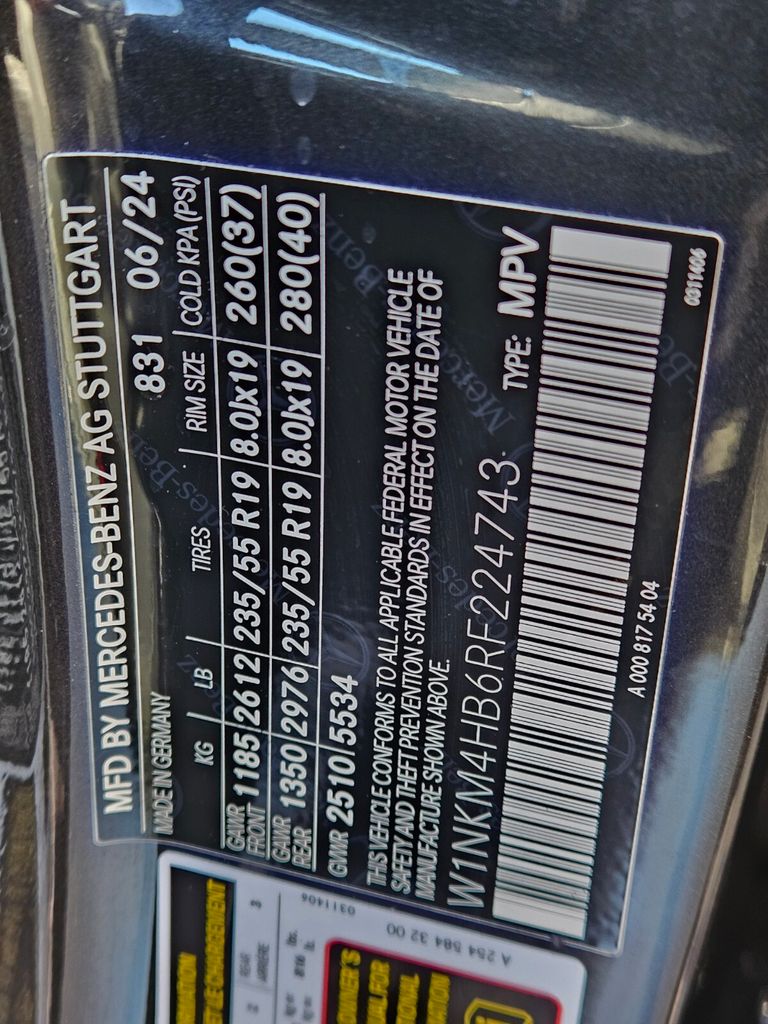 MFD BY MERCEDES-BENZ AG STUTTGART
MADE IN GERMANY 831 06/24
KG LB TIRES RIM SIZE COLD KPA (PSI)
GAWR FRONT 1185 2612 235/55 R19 8.0Jx19 260(37)
GAWR REAR 1350 2976 235/55 R19 8.0Jx19 280(40)
GVWR 2510 5534
THIS VEHICLE CONFORMS TO ALL APPLICABLE FEDERAL MOTOR VEHICLE
SAFETY AND THEFT PREVENTION STANDARDS IN EFFECT ON THE DATE OF
MANUFACTURE SHOWN ABOVE.
W1NKM4HB6RF224743 TYPE: MPV
A 000 817 54 04 0311406
2 REAR ARRIERE 3
0311406
A 254 584 32 00